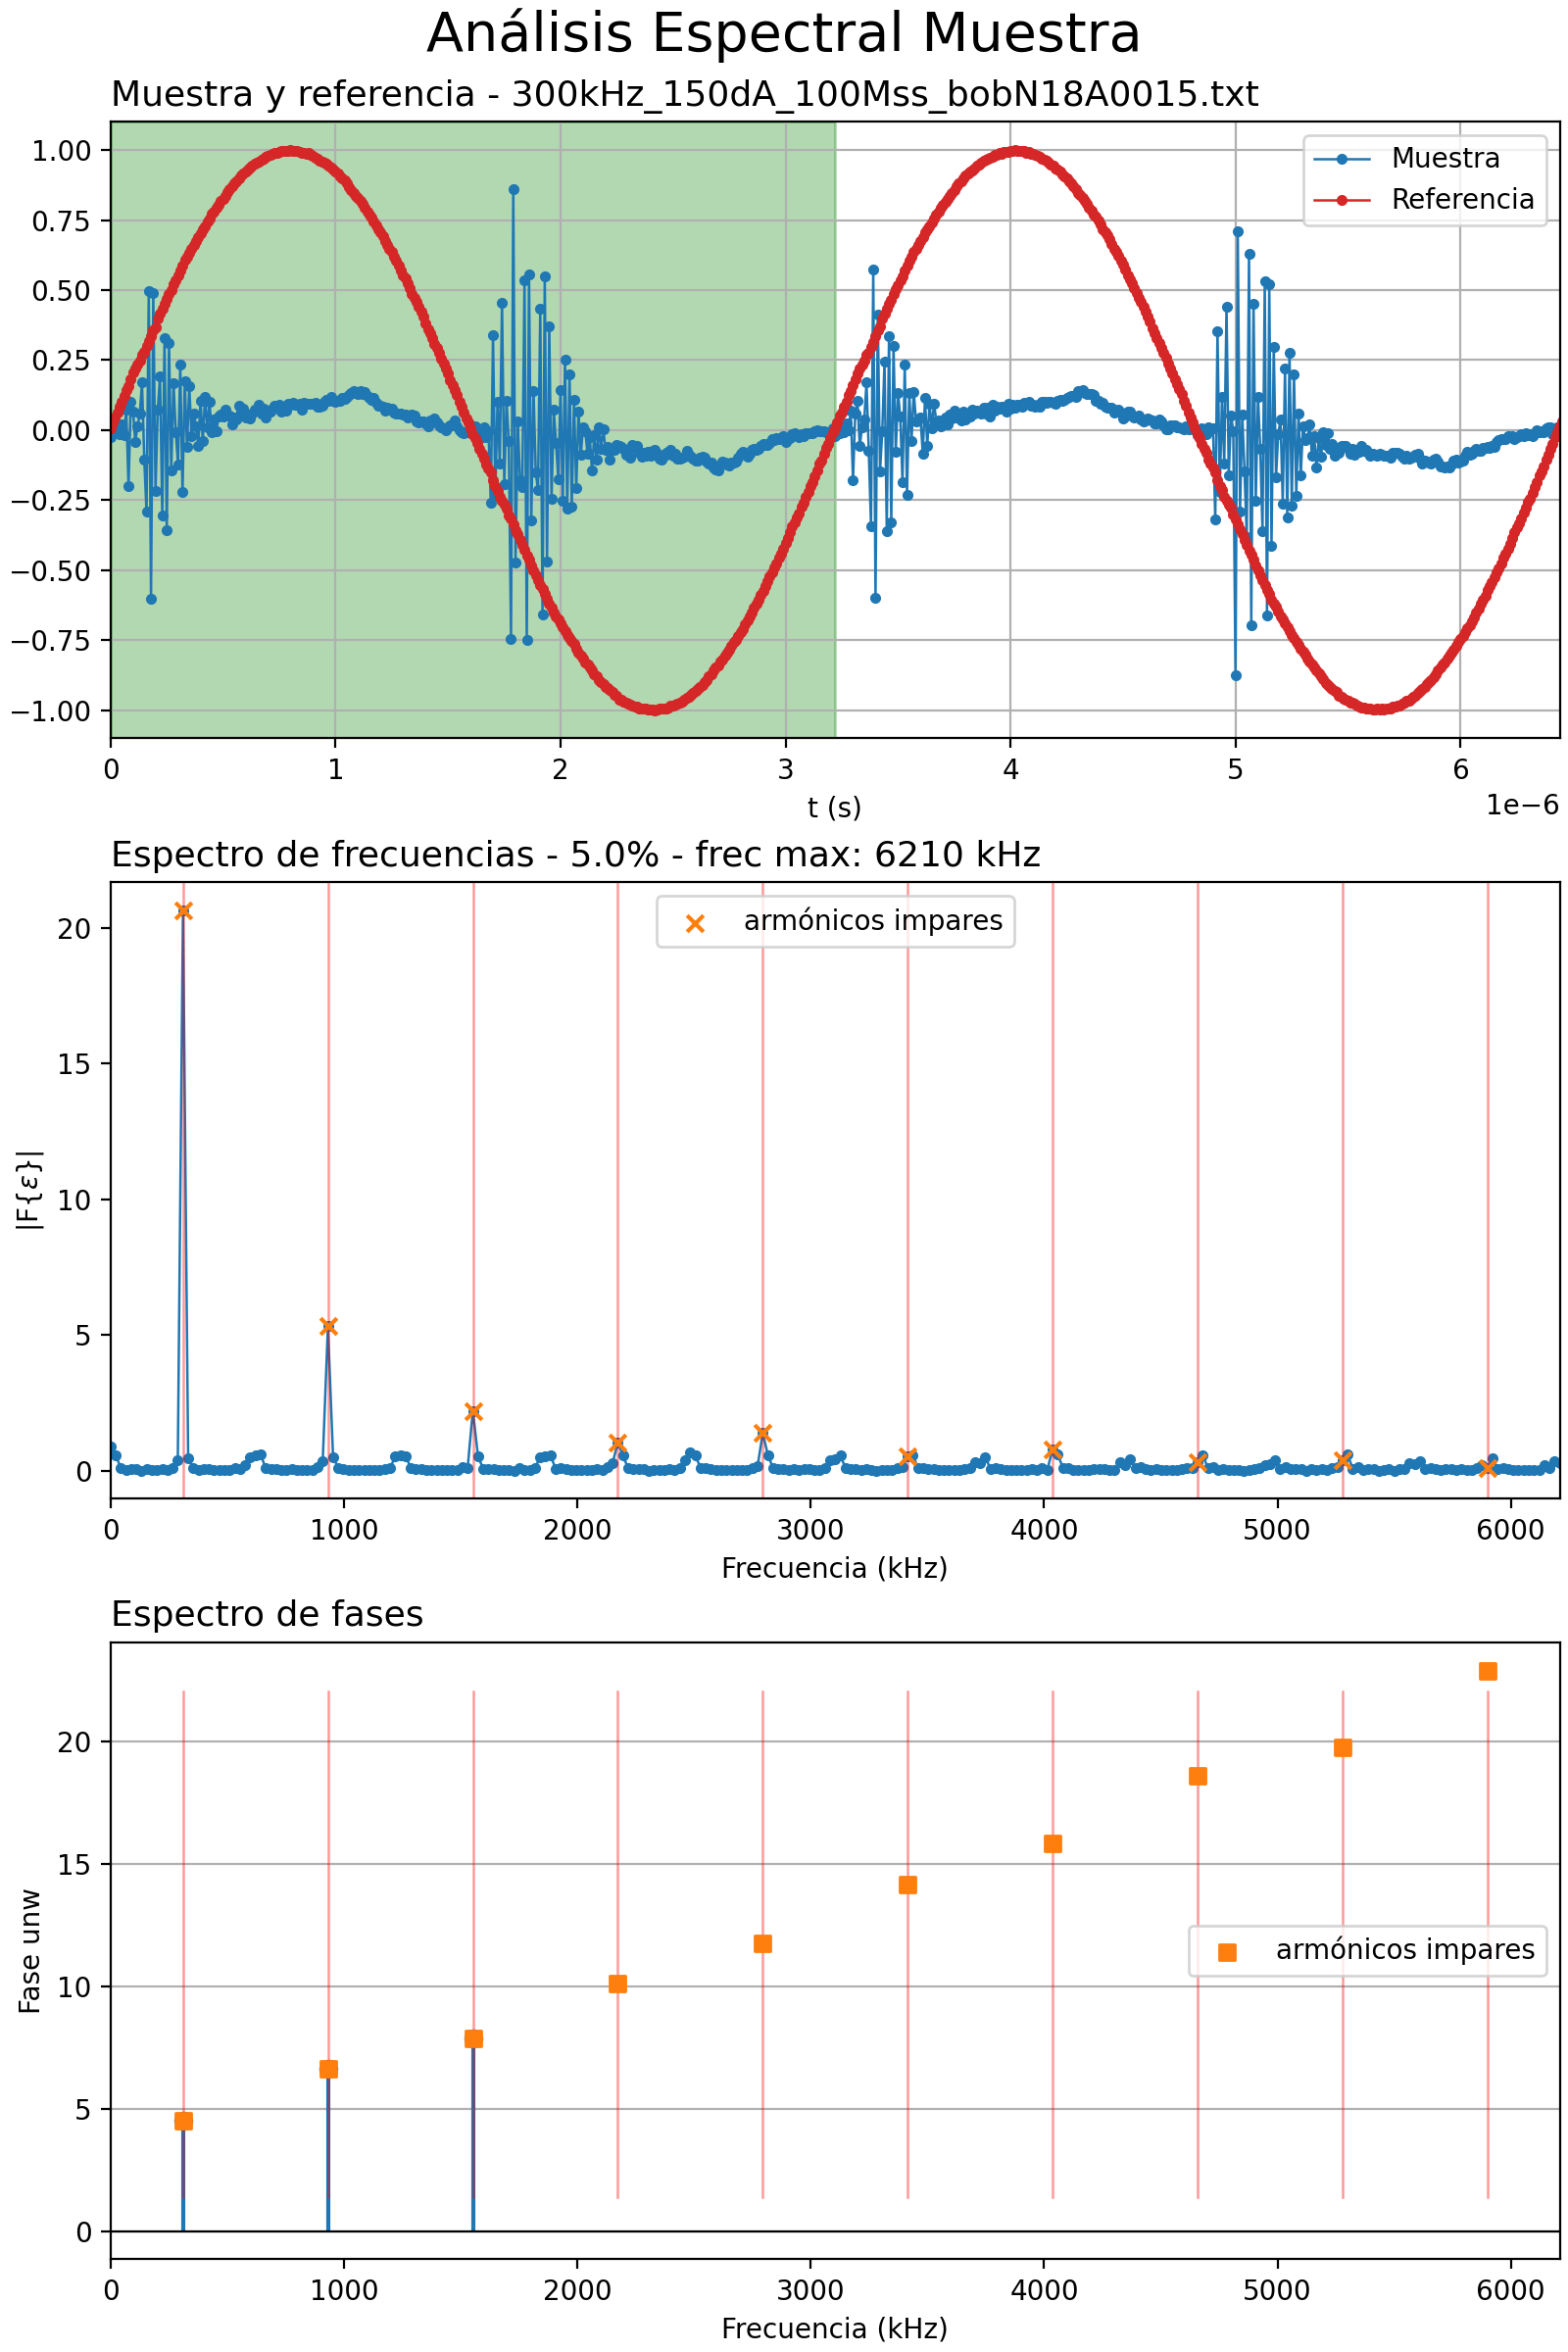 Análisis Espectral Muestra
Muestra y referencia - 300kHz_150dA_100Mss_bobN18A0015.txt
1.00
0.75
0.50
0.25
0.00
−0.25
−0.50
−0.75
−1.00
Muestra
Referencia
0 1 2 3 4 5 6
t (s)
1e−6
Espectro de frecuencias - 5.0% - frec max: 6210 kHz
|F{ε}|
20
15
10
5
0
armónicos impares
0 1000 2000 3000 4000 5000 6000
Frecuencia (kHz)
Espectro de fases
Fase unw
20
15
10
5
0
armónicos impares
0 1000 2000 3000 4000 5000 6000
Frecuencia (kHz)